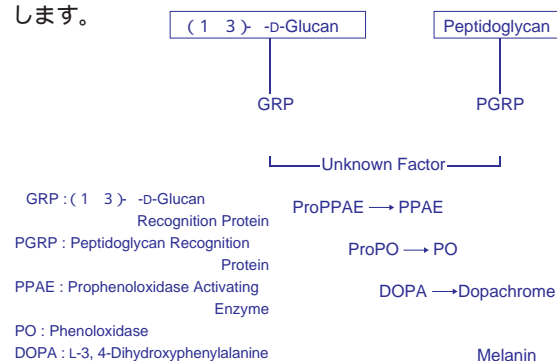 します。
(1 3)- -D-Glucan
Peptidoglycan
GRP
PGRP
Unknown Factor
GRP : (1 3)- -D-Glucan
Recognition Protein
ProPPAE → PPAE
PGRP : Peptidoglycan Recognition
Protein
ProPO → PO
PPAE : Prophenoloxidase Activating
Enzyme
DOPA → Dopachrome
PO : Phenoloxidase
DOPA : L-3, 4-Dihydroxyphenylalanine
Melanin